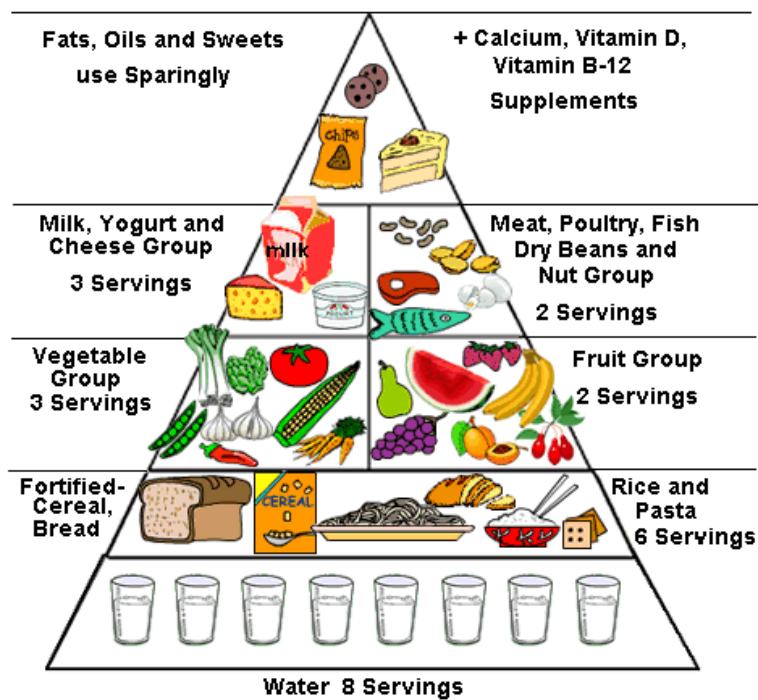 Fats, Oils and Sweets
use Sparingly
+ Calcium, Vitamin D,
Vitamin B-12
Supplements
chips
Milk, Yogurt and
Cheese Group
3 Servings
milk
YOGURT
Meat, Poultry, Fish
Dry Beans and
Nut Group
2 Servings
Vegetable
Group
3 Servings
Fruit Group
2 Servings
Fortified-
Cereal,
Bread
CEREAL
Rice and
Pasta
6 Servings
Water 8 Servings